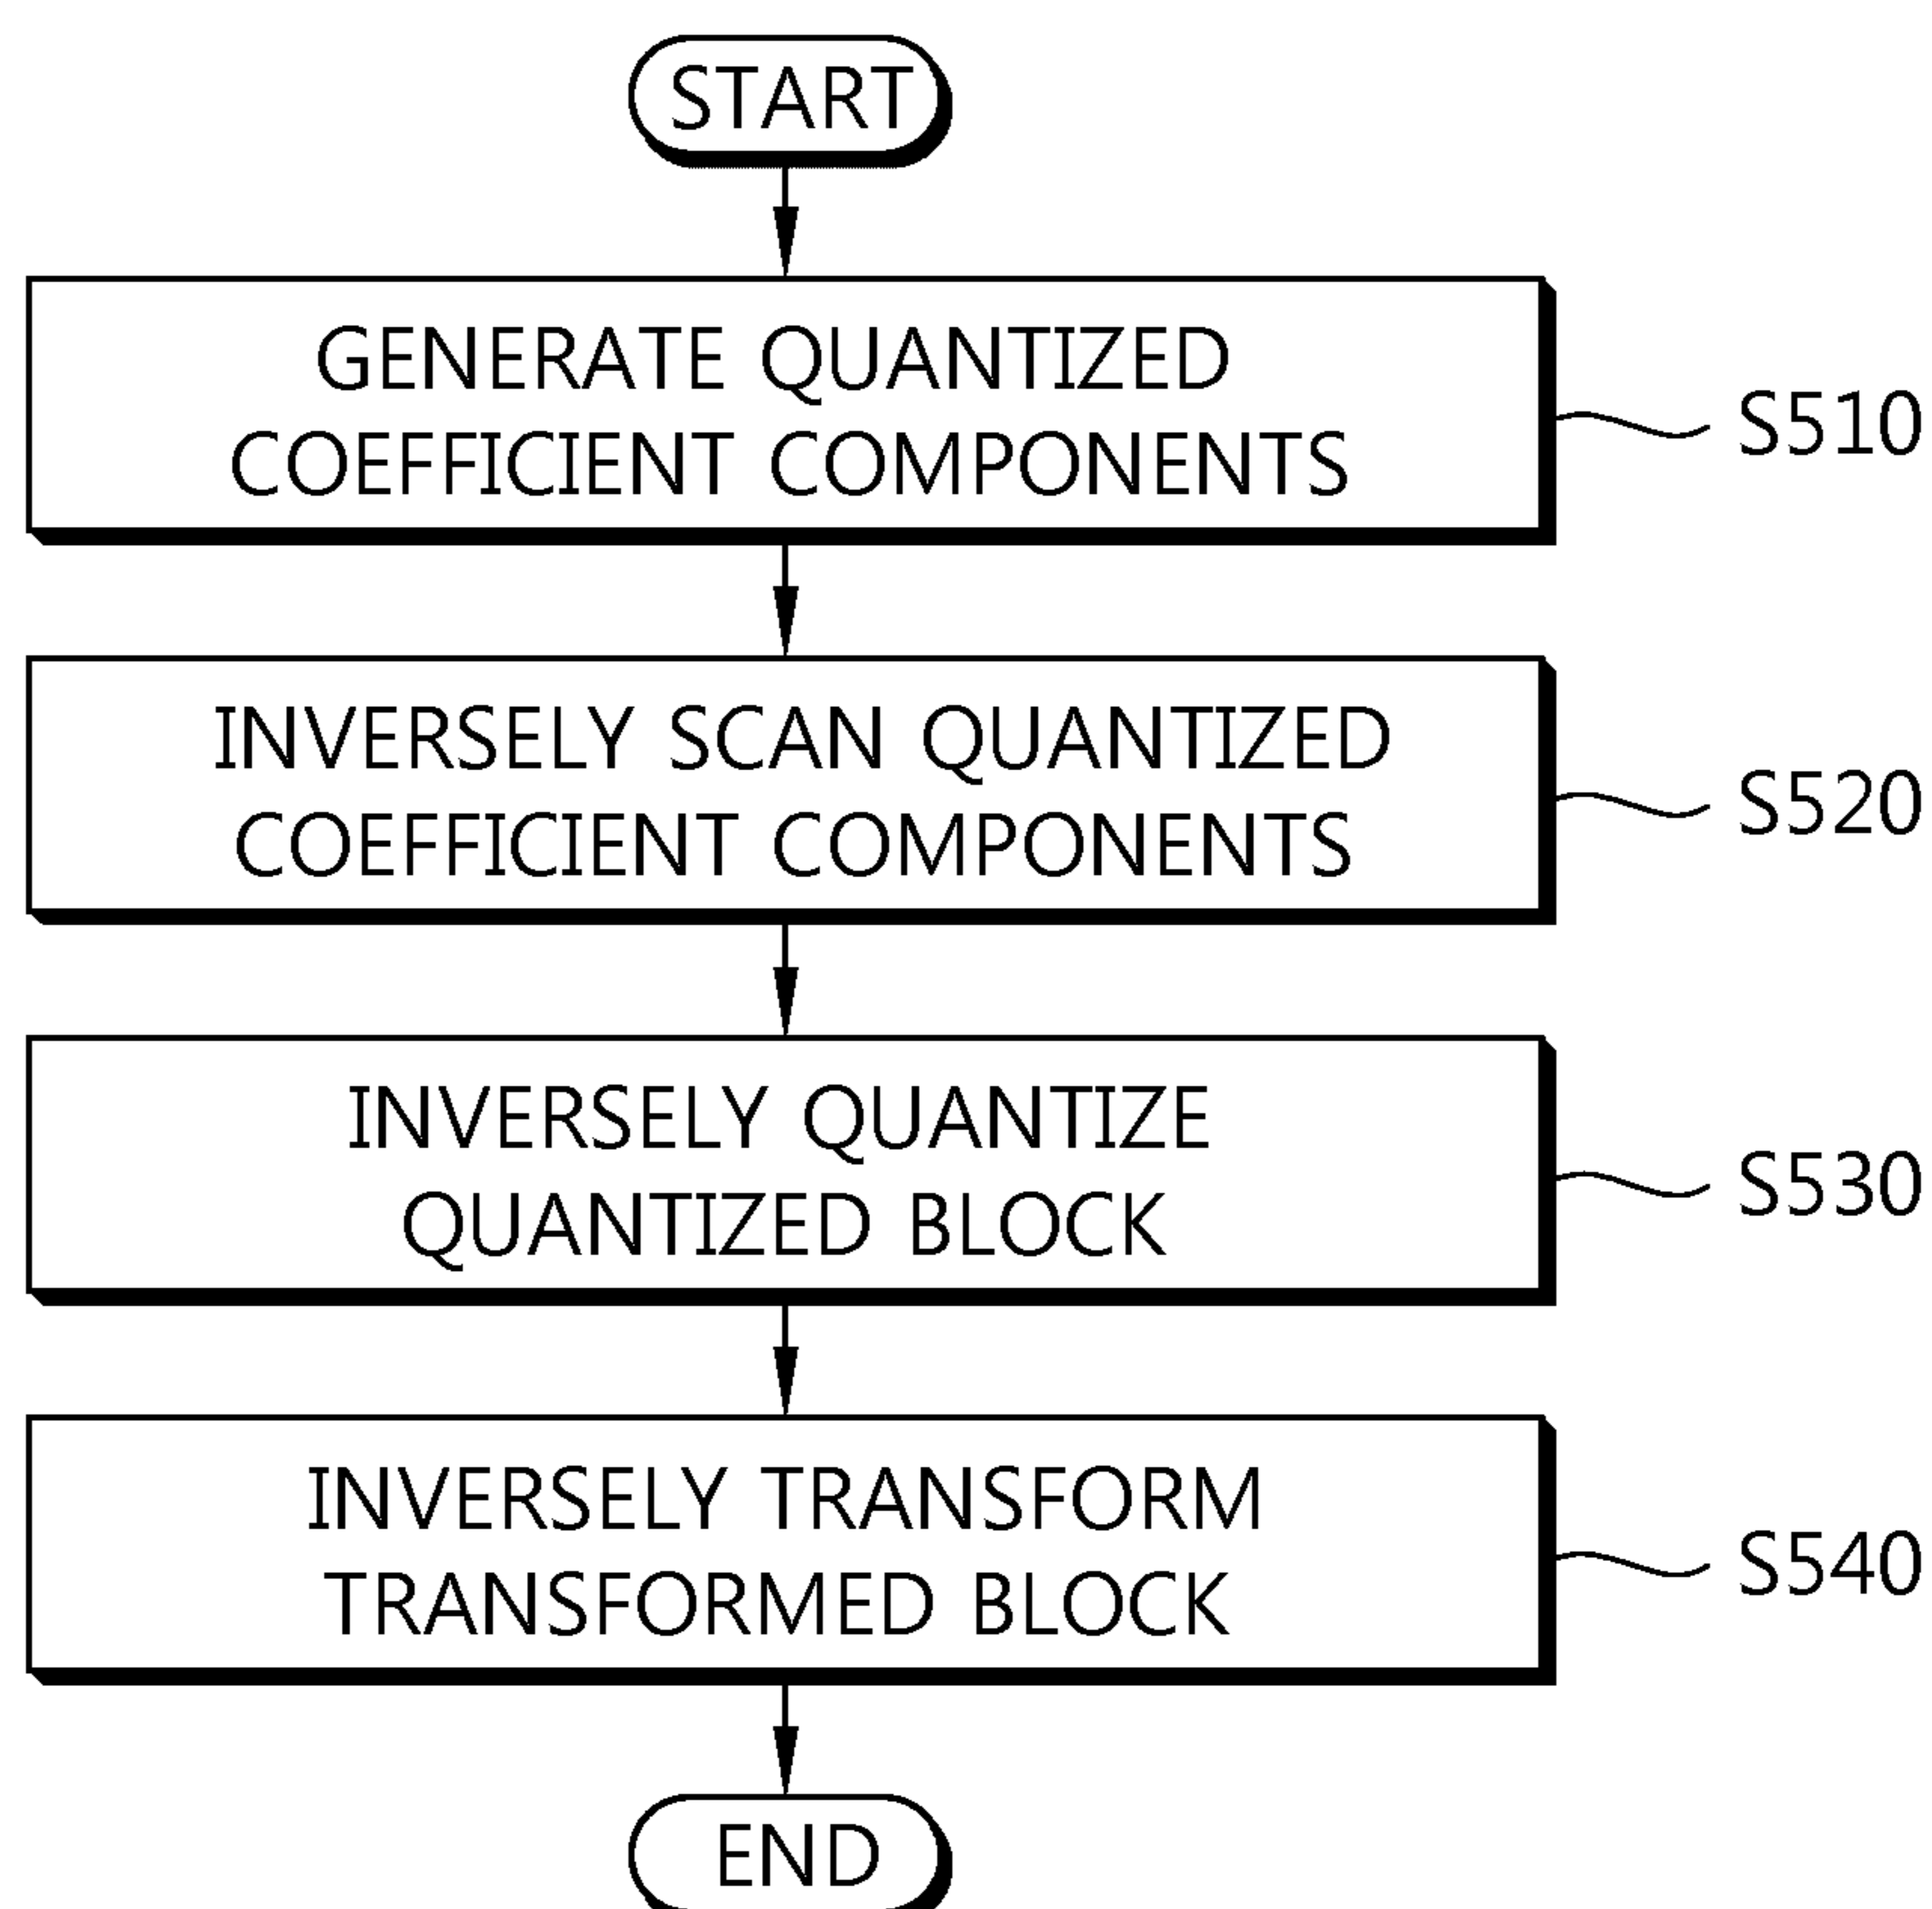 START
GENERATE QUANTIZED
COEFFICIENT COMPONENTS
S510
INVERSELY SCAN QUANTIZED
COEFFICIENT COMPONENTS
S520
INVERSELY QUANTIZE
QUANTIZED BLOCK
S530
INVERSELY TRANSFORM
TRANSFORMED BLOCK
S540
END